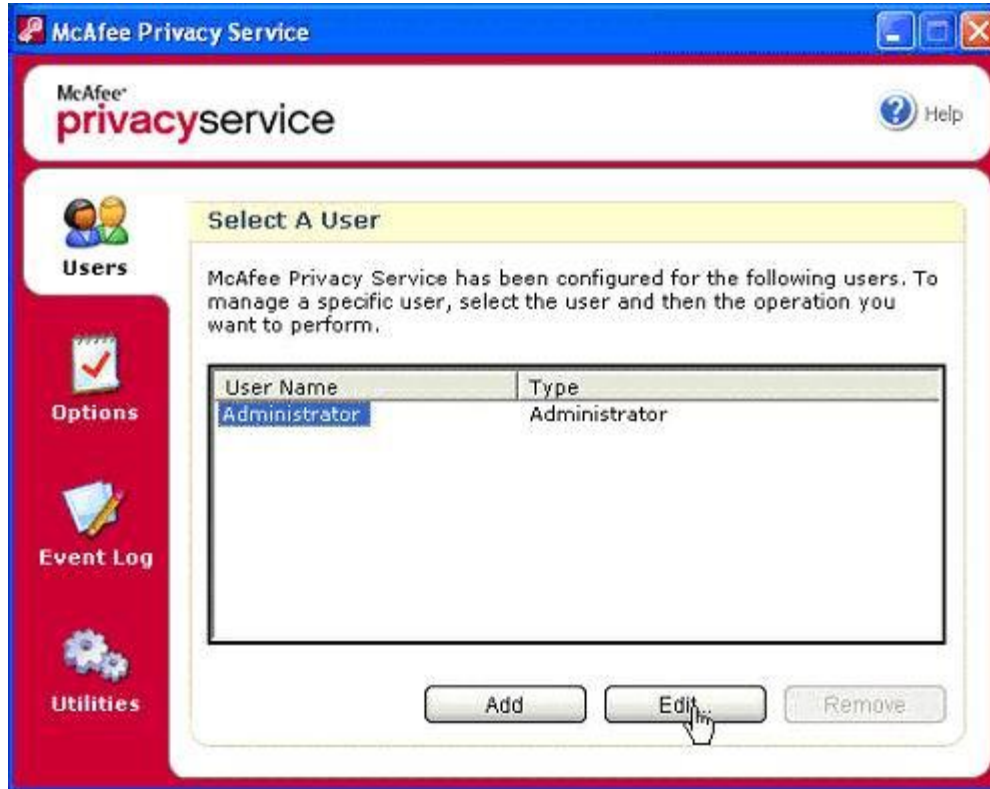 McAfee Privacy Service
McAfee
privacyservice
Help
Users
Options
Event Log
Utilities
Select A User
McAfee Privacy Service has been configured for the following users. To
manage a specific user, select the user and then the operation you
want to perform.
User Name Type
Administrator Administrator
Add Edit... Remove